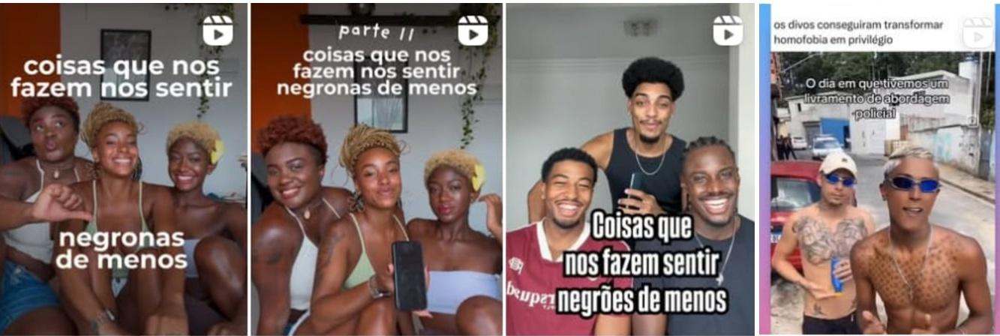 coisas que nos
fazem nos sentir
negronas
de menos
parte II
coisas que nos
fazem nos sentir
negronas de menos
Coisas que
nos fazem sentir
negrões de menos
os divos conseguiram transformar
homofobia em privilégio
O dia em que tivemos um
livramento de abordagem
policial